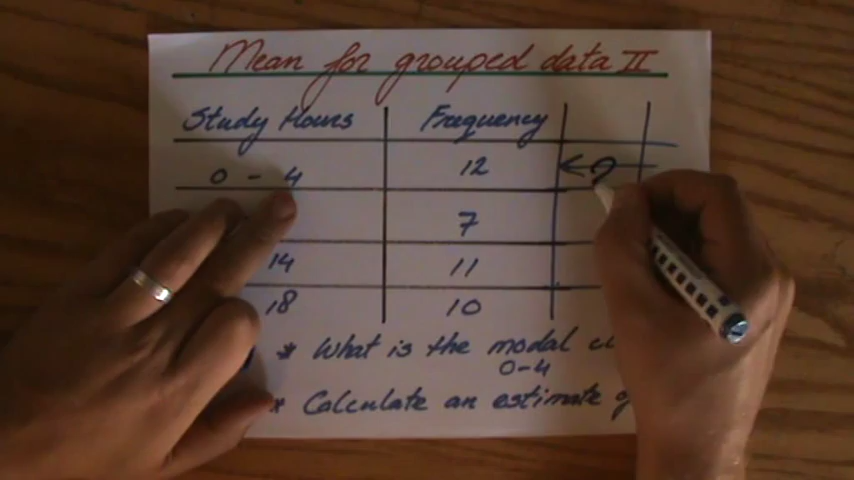 Mean for grouped data II
Study Hours Frequency
0 - 4 12 ?
7
14 11
18 10
* What is the modal
0-4
* Calculate an estimate